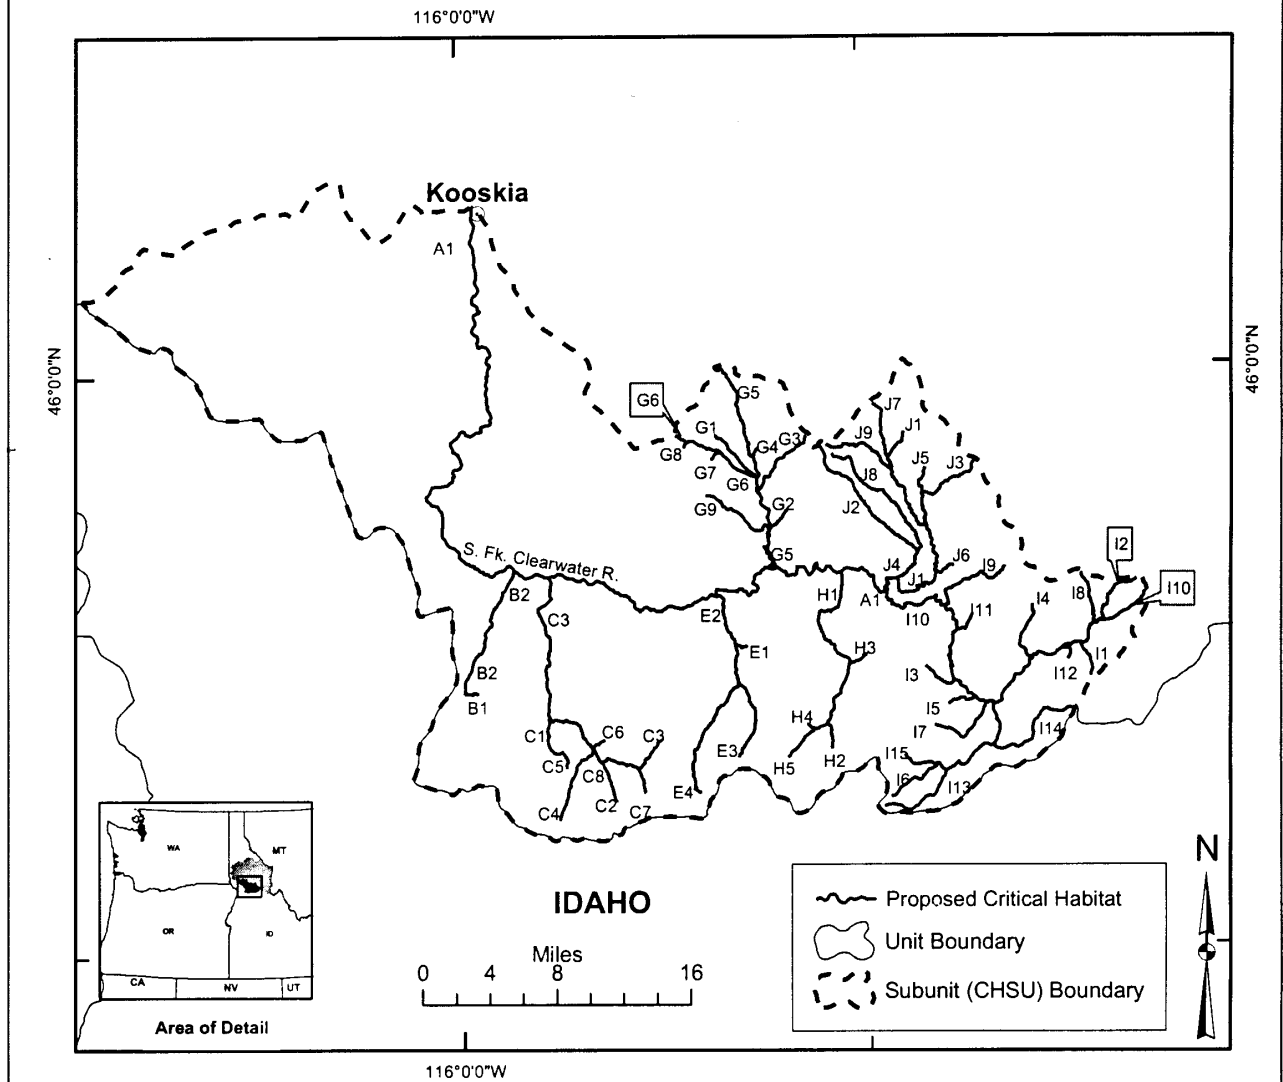 116°0'0"W
Kooskia
A1
46°0'0"N
46°0'0"N
G6
G5
G1
G4
G3
G8
G7
G6
G9
G2
G5
J7
J9
J1
J5
J3
J8
J2
J4
J1
J6
I9
I2
I10
I8
I4
S. Fk. Clearwater R.
B2
C3
E2
H1
A1
I10
I11
B2
B1
E1
H3
I3
I12
I1
I5
I7
I14
C1
C6
C3
C5
C8
C4
C2
C7
E3
E4
H4
H5
H2
I15
I6
I13
WA
MT
OR
ID
CA
NV
UT
Area of Detail
IDAHO
Miles
0 4 8 16
N
Proposed Critical Habitat
Unit Boundary
Subunit (CHSU) Boundary
116°0'0"W